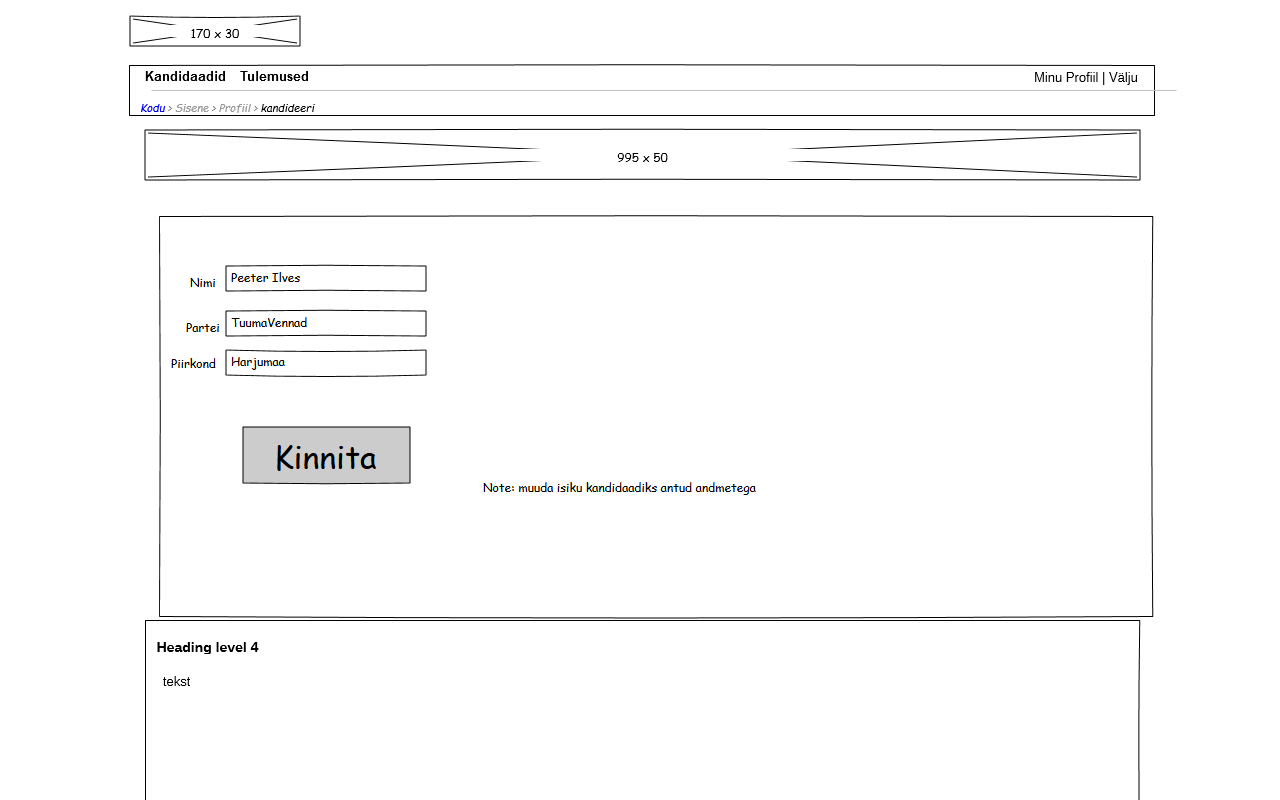 170 x 30
Kandidaadid Tulemused Minu Profiil | Välju
Kodu > Sisene > Profiil > kandideeri
995 x 50
Nimi Peeter Ilves
Partei TuumaVennad
Piirkond Harjumaa
Kinnita
Note: muuda isiku kandidaadiks antud andmetega
Heading level 4
tekst